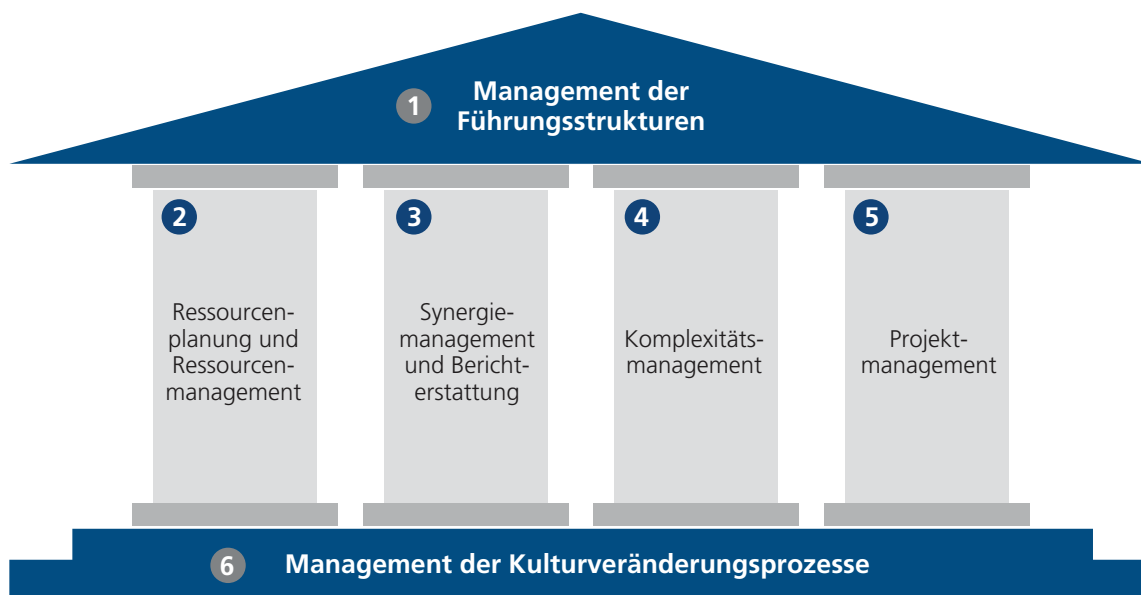 1
Management der
Führungsstrukturen
2
Ressourcen-
planung und
Ressourcen-
management
3
Synergie-
management
und Bericht-
erstattung
4
Komplexitäts-
management
5
Projekt-
management
6 Management der Kulturveränderungsprozesse